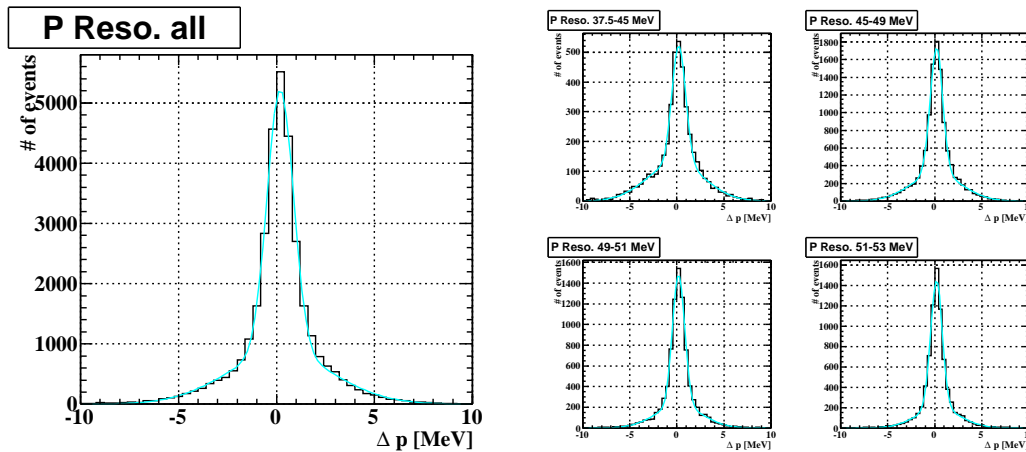 P Reso. all
# of events
5000
4000
3000
2000
1000
0
-10 -5 0 5 10
Δ p [MeV]
P Reso. 37.5-45 MeV
# of events
500
400
300
200
100
0
-10 -5 0 5 10
Δ p [MeV]
P Reso. 45-49 MeV
# of events
1800
1600
1400
1200
1000
800
600
400
200
0
-10 -5 0 5 10
Δ p [MeV]
P Reso. 49-51 MeV
# of events
1600
1400
1200
1000
800
600
400
200
0
-10 -5 0 5 10
Δ p [MeV]
P Reso. 51-53 MeV
# of events
1600
1400
1200
1000
800
600
400
200
0
-10 -5 0 5 10
Δ p [MeV]